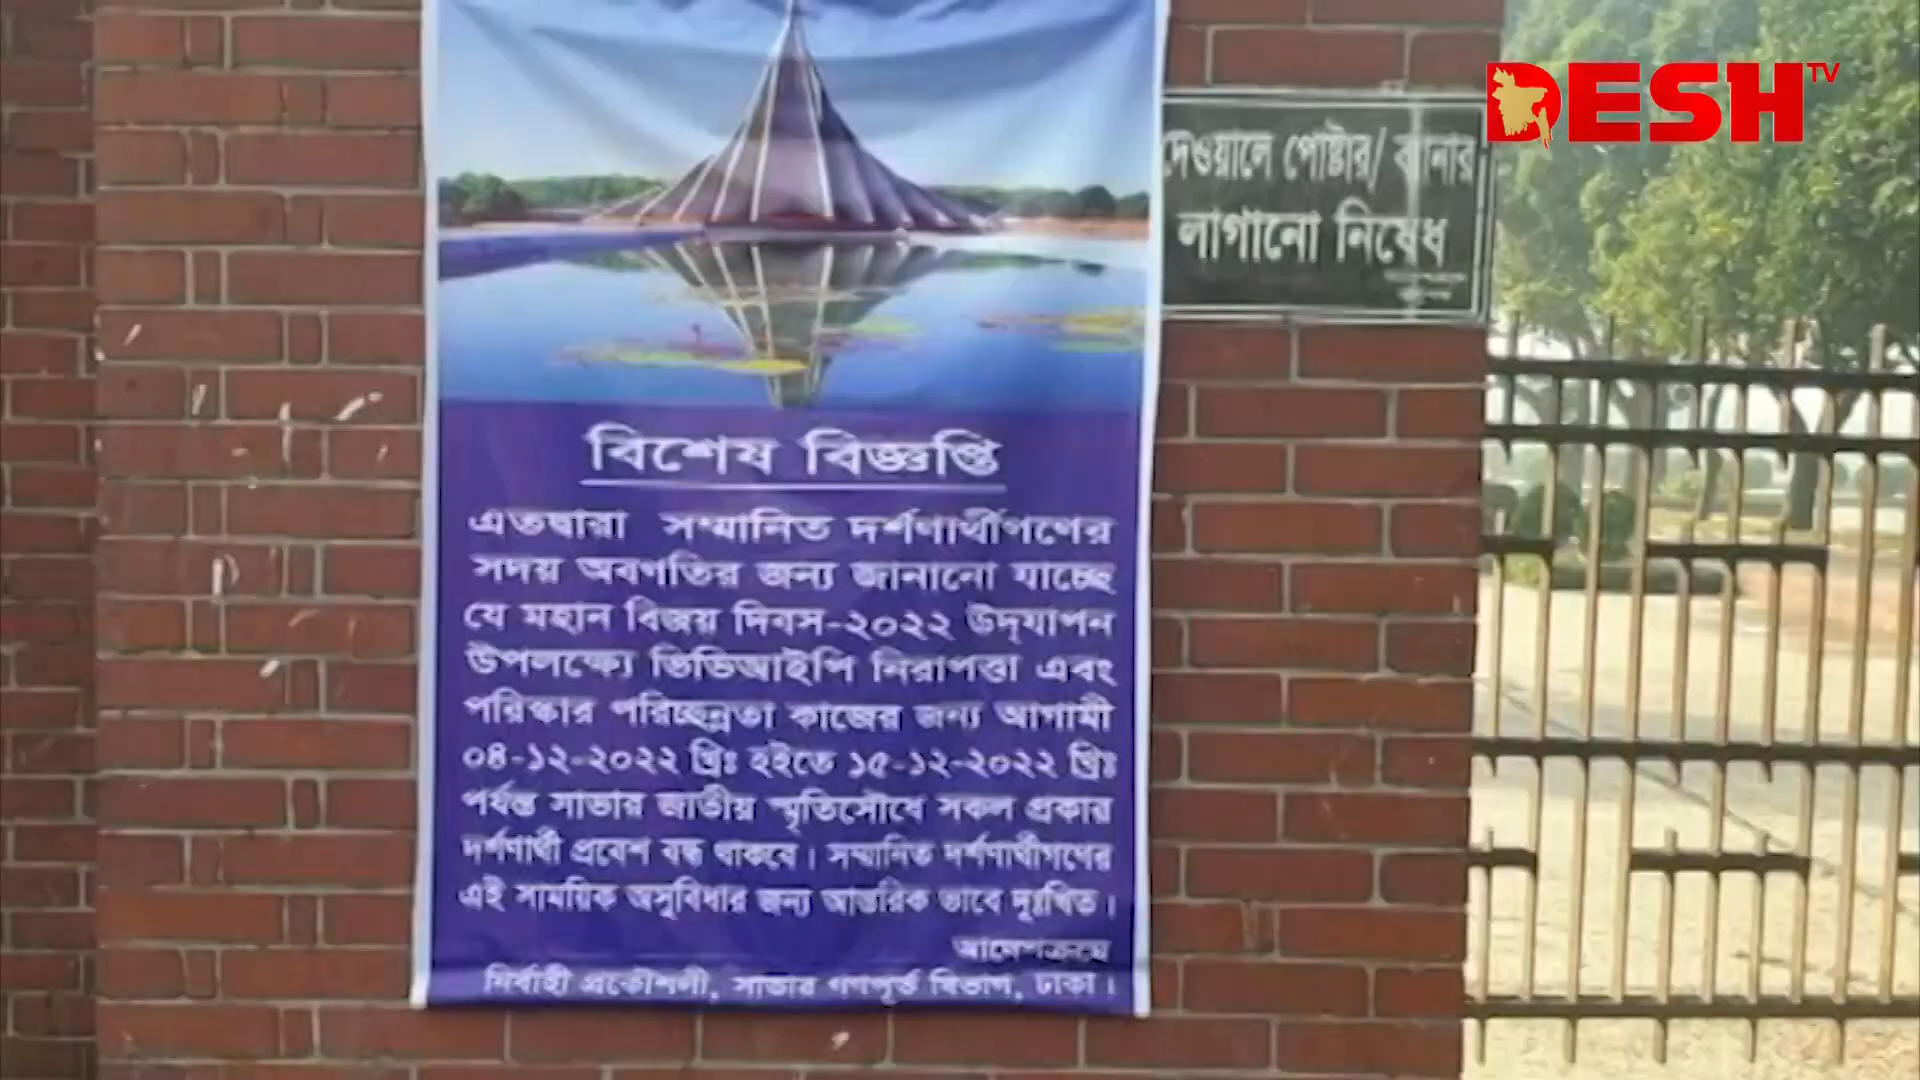 DESH TV
দেওয়ালে পোষ্টার/ ব্যানার
লাগানো নিষেধ
বিশেষ বিজ্ঞপ্তি
এতদ্বারা সম্মানিত দর্শণার্থীগণের
সদয় অবগতির জন্য জানানো যাচ্ছে
যে মহান বিজয় দিবস-২০২২ উদ্‌যাপন
উপলক্ষ্যে ভিভিআইপি নিরাপত্তা এবং
পরিস্কার পরিচ্ছন্নতা কাজের জন্য আগামী
০৪-১২-২০২২ খ্রিঃ হইতে ১৫-১২-২০২২ খ্রিঃ
পর্যন্ত সাভার জাতীয় স্মৃতিসৌধে সকল প্রকার
দর্শণার্থী প্রবেশ বন্ধ থাকবে। সম্মানিত দর্শণার্থীগণের
এই সাময়িক অসুবিধার জন্য আন্তরিক ভাবে দুঃখিত।
আদেশক্রমে
নির্বাহী প্রকৌশলী, সাভার গণপূর্ত বিভাগ, ঢাকা।